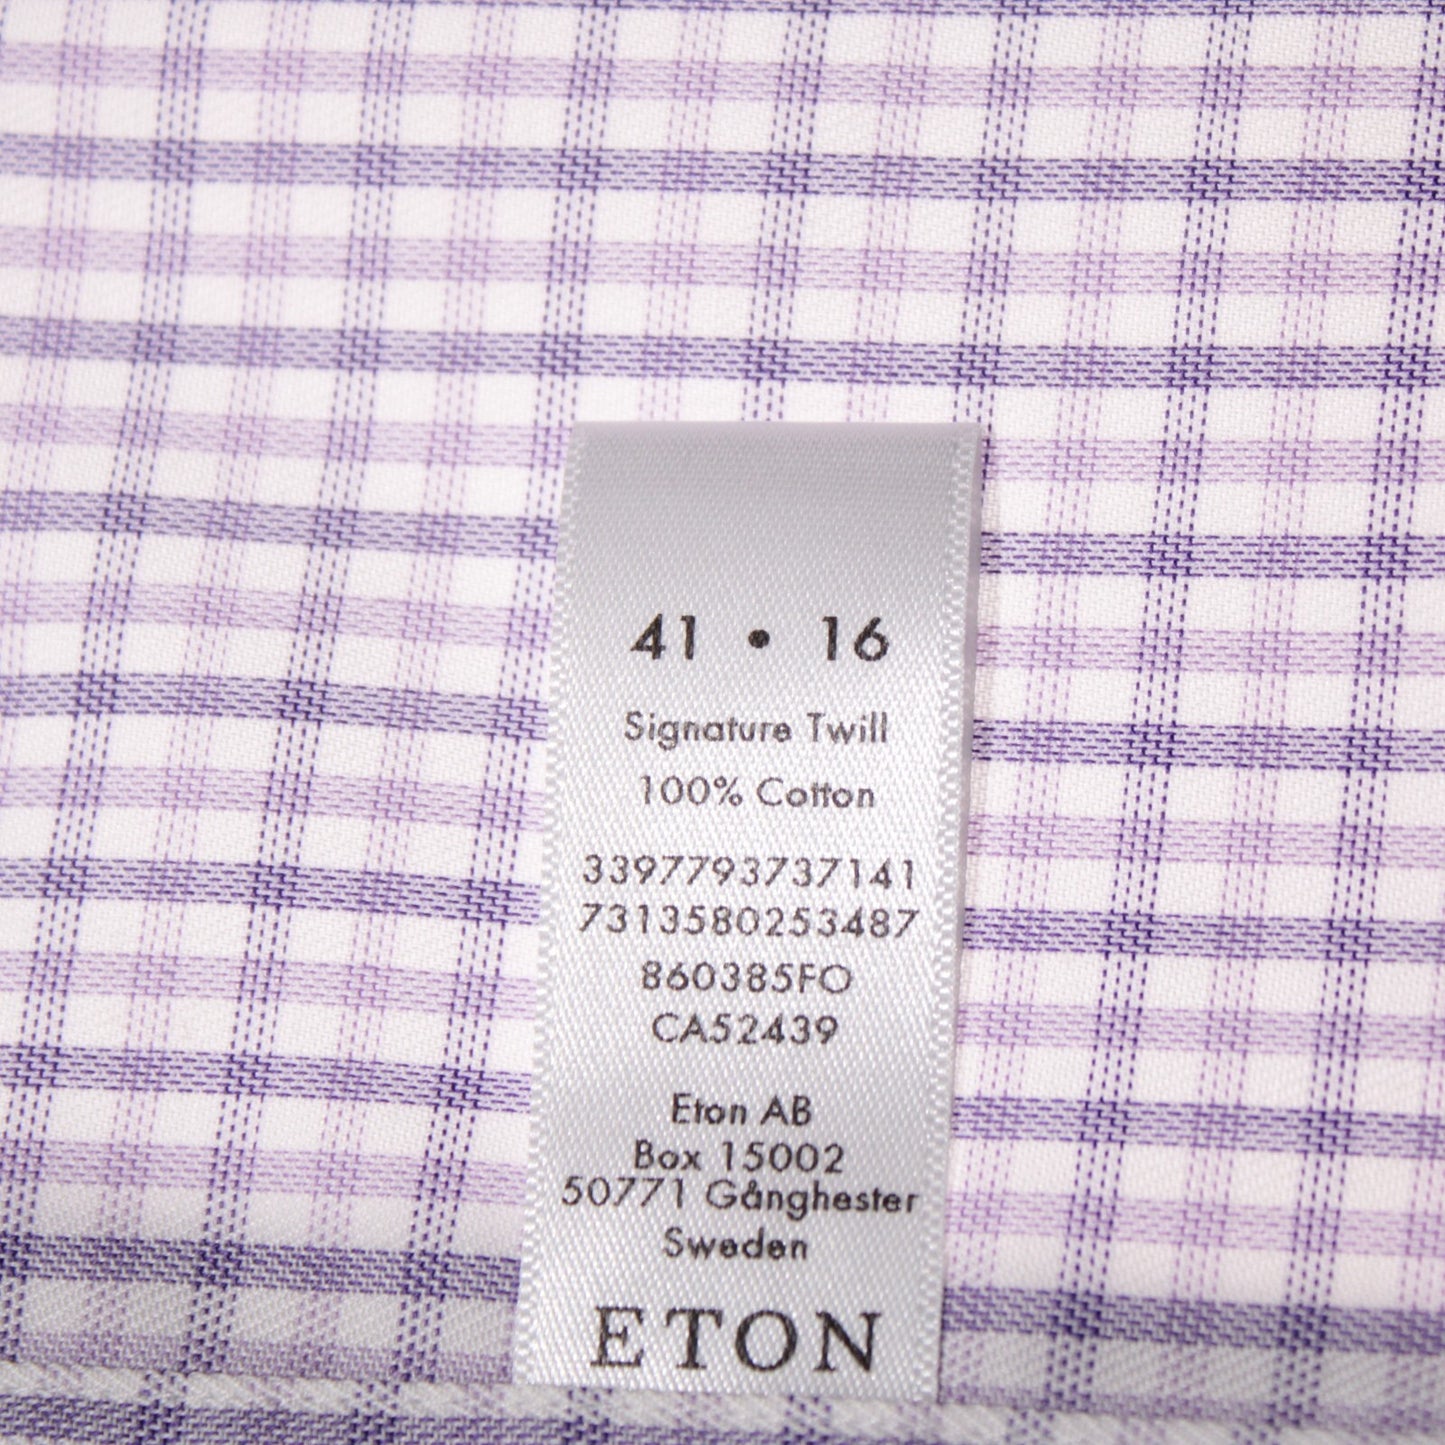 41 • 16
Signature Twill
100% Cotton
3397793737141
7313580253487
860385FO
CA52439
Eton AB
Box 15002
50771 Gånghester
Sweden
ETON